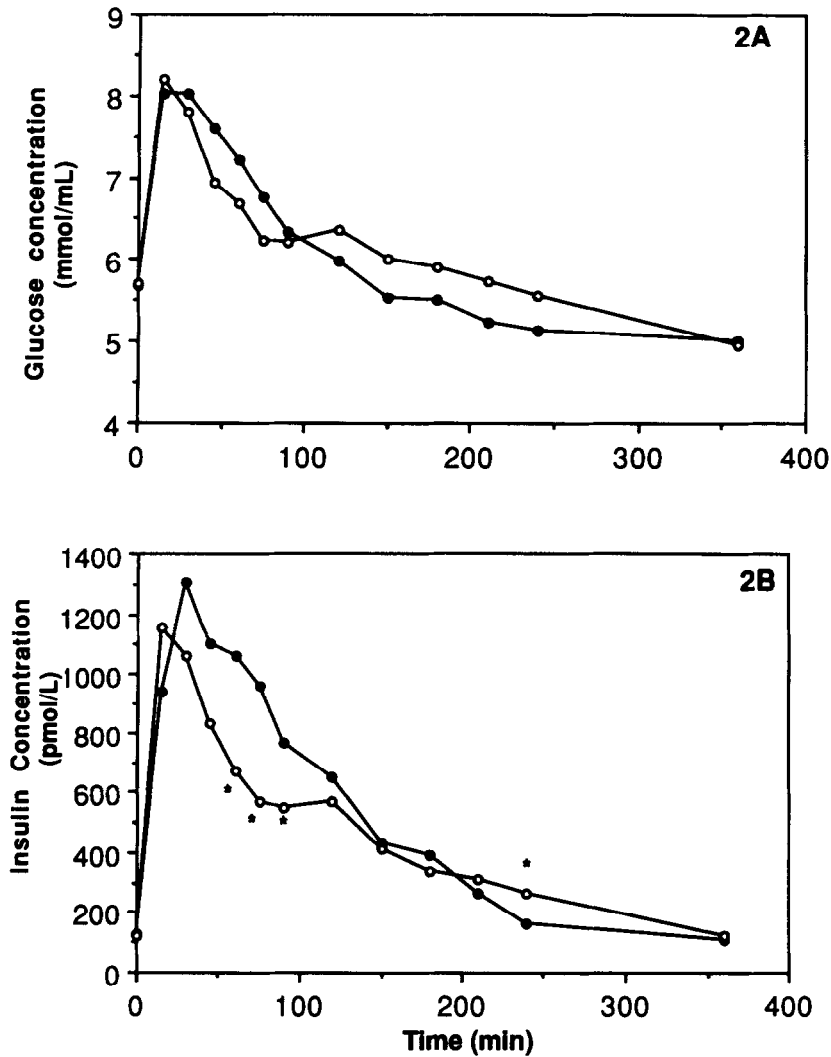 2A
Glucose concentration
(mmol/mL)
9
8
7
6
5
4
0 100 200 300 400
2B
Insulin Concentration
(pmol/L)
1400
1200
1000
800
600
400
200
0
* * * *
0 100 200 300 400
Time (min)